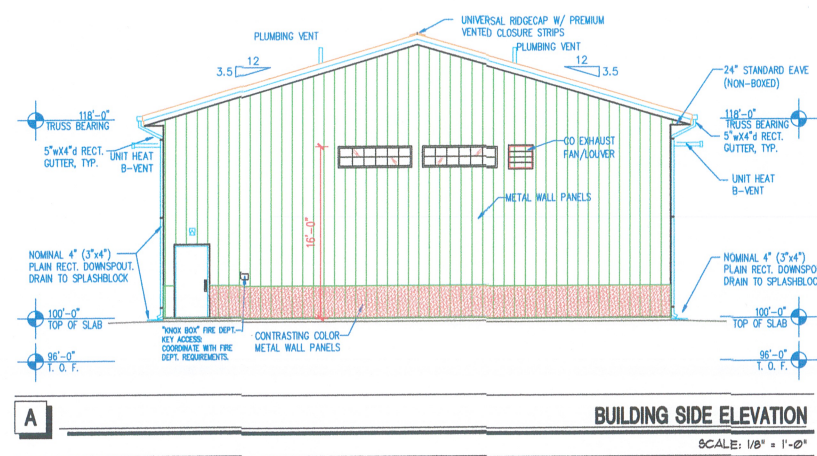 UNIVERSAL RIDGECAP W/ PREMIUM
VENTED CLOSURE STRIPS
PLUMBING VENT
PLUMBING VENT
12
3.5
12
3.5
24" STANDARD EAVE
(NON-BOXED)
118'-0"
TRUSS BEARING
118'-0"
TRUSS BEARING
5"wX4"d RECT.
GUTTER, TYP.
UNIT HEAT
B-VENT
5"wX4"d RECT.
GUTTER, TYP.
CO EXHAUST
FAN/LOUVER
UNIT HEAT
B-VENT
METAL WALL PANELS
16'-0"
NOMINAL 4" (3"x4")
PLAIN RECT. DOWNSPOUT.
DRAIN TO SPLASHBLOCK
NOMINAL 4" (3"x4")
PLAIN RECT. DOWNSPO
DRAIN TO SPLASHBLOC
100'-0"
TOP OF SLAB
100'-0"
TOP OF SLAB
"KNOX BOX" FIRE DEPT.
KEY ACCESS:
COORDINATE WITH FIRE
DEPT. REQUIREMENTS.
CONTRASTING COLOR
METAL WALL PANELS
96'-0"
T. O. F.
96'-0"
T. O. F.
A
BUILDING SIDE ELEVATION
SCALE: 1/8" = 1'-0"